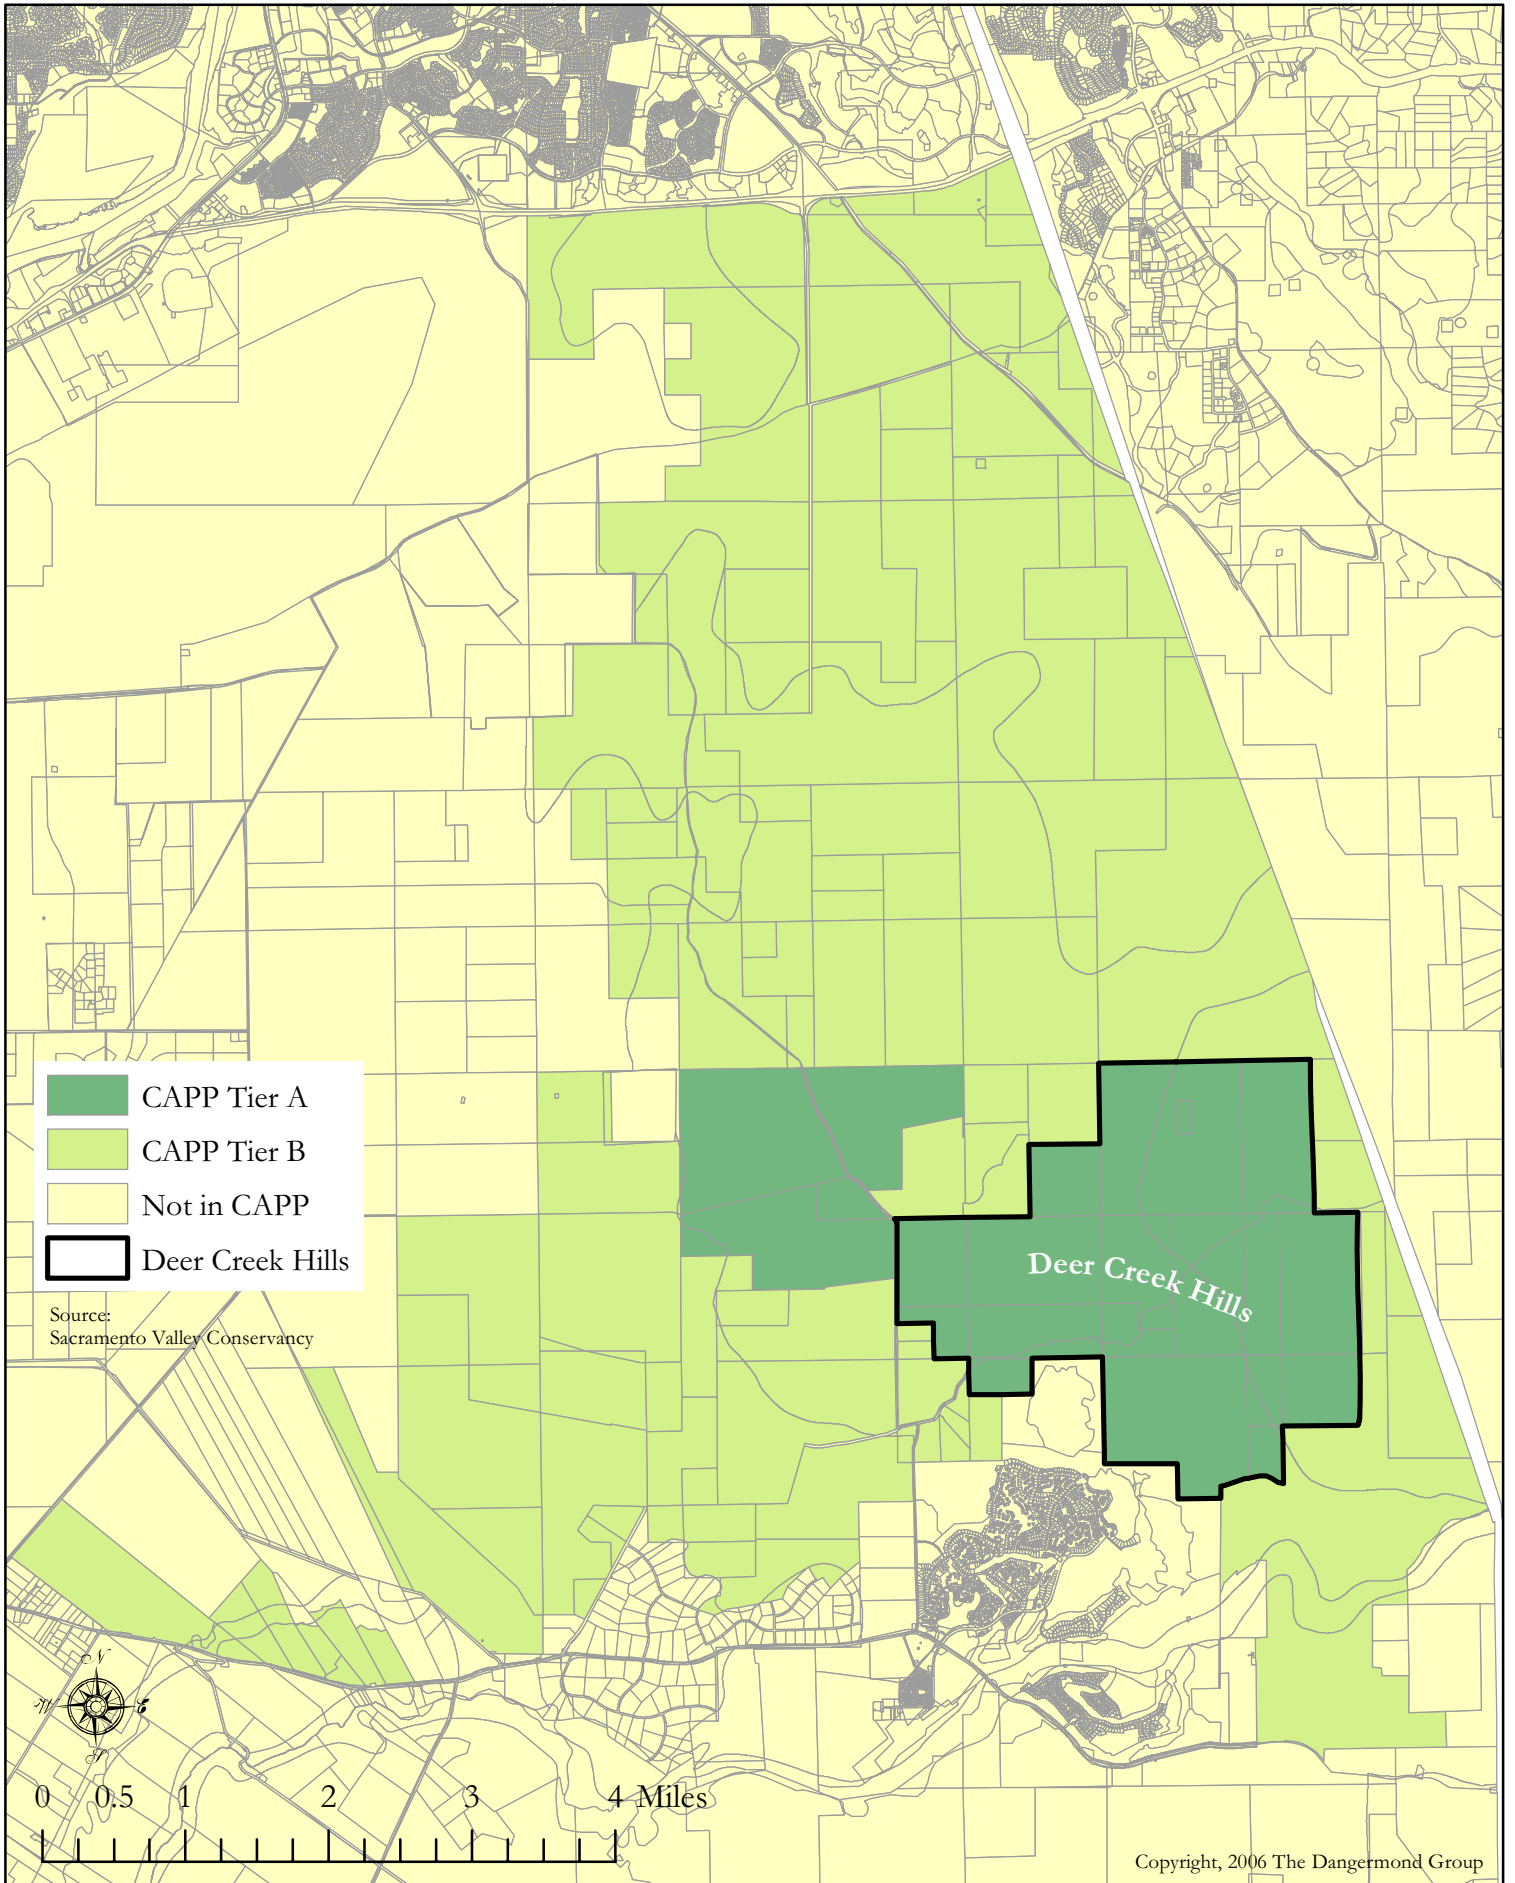 CAPP Tier A
CAPP Tier B
Not in CAPP
Deer Creek Hills
Deer Creek Hills
Source:
Sacramento Valley Conservancy
N
W
E
S
0 0.5 1 2 3 4 Miles
Copyright, 2006 The Dangermond Group